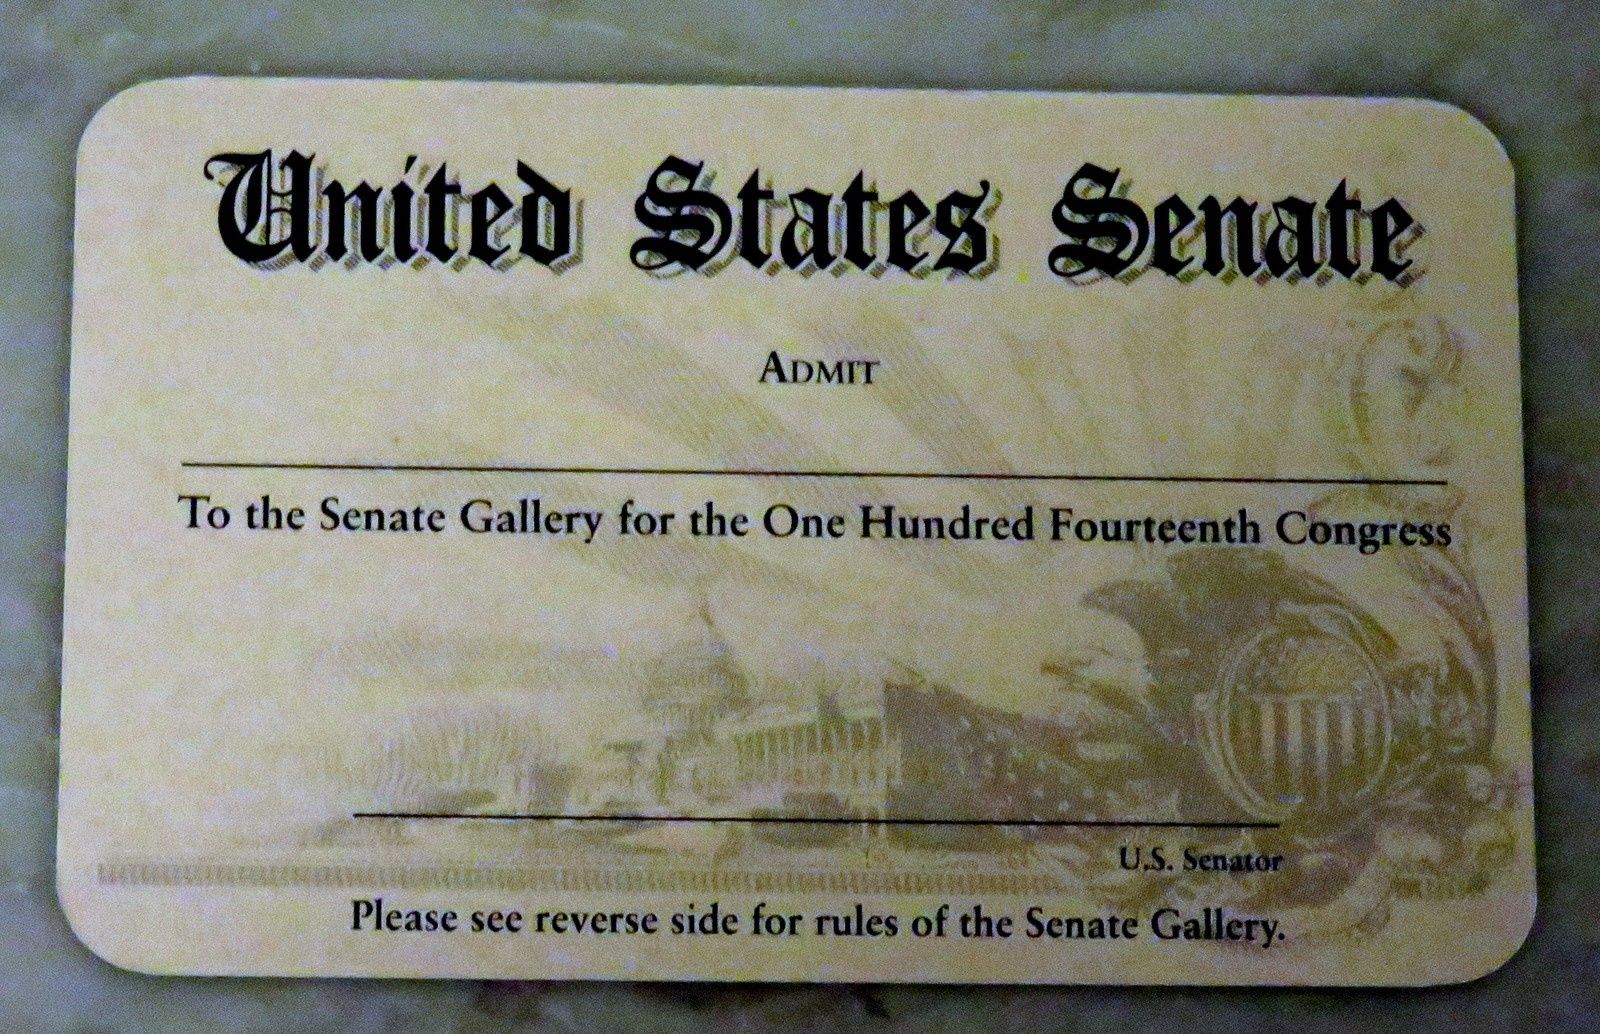 United States Senate
ADMIT
To the Senate Gallery for the One Hundred Fourteenth Congress
U.S. Senator
Please see reverse side for rules of the Senate Gallery.